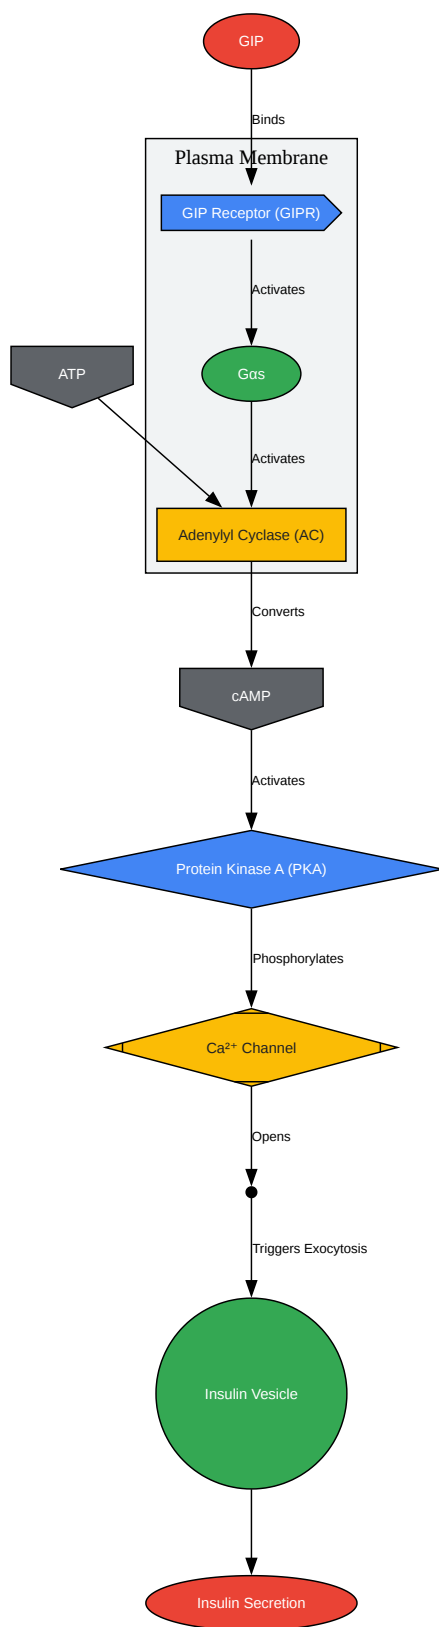 GIP
Binds
Plasma Membrane
GIP Receptor (GIPR)
Activates
ATP
Gαs
Activates
Adenylyl Cyclase (AC)
Converts
cAMP
Activates
Protein Kinase A (PKA)
Phosphorylates
Ca²⁺ Channel
Opens
Triggers Exocytosis
Insulin Vesicle
Insulin Secretion